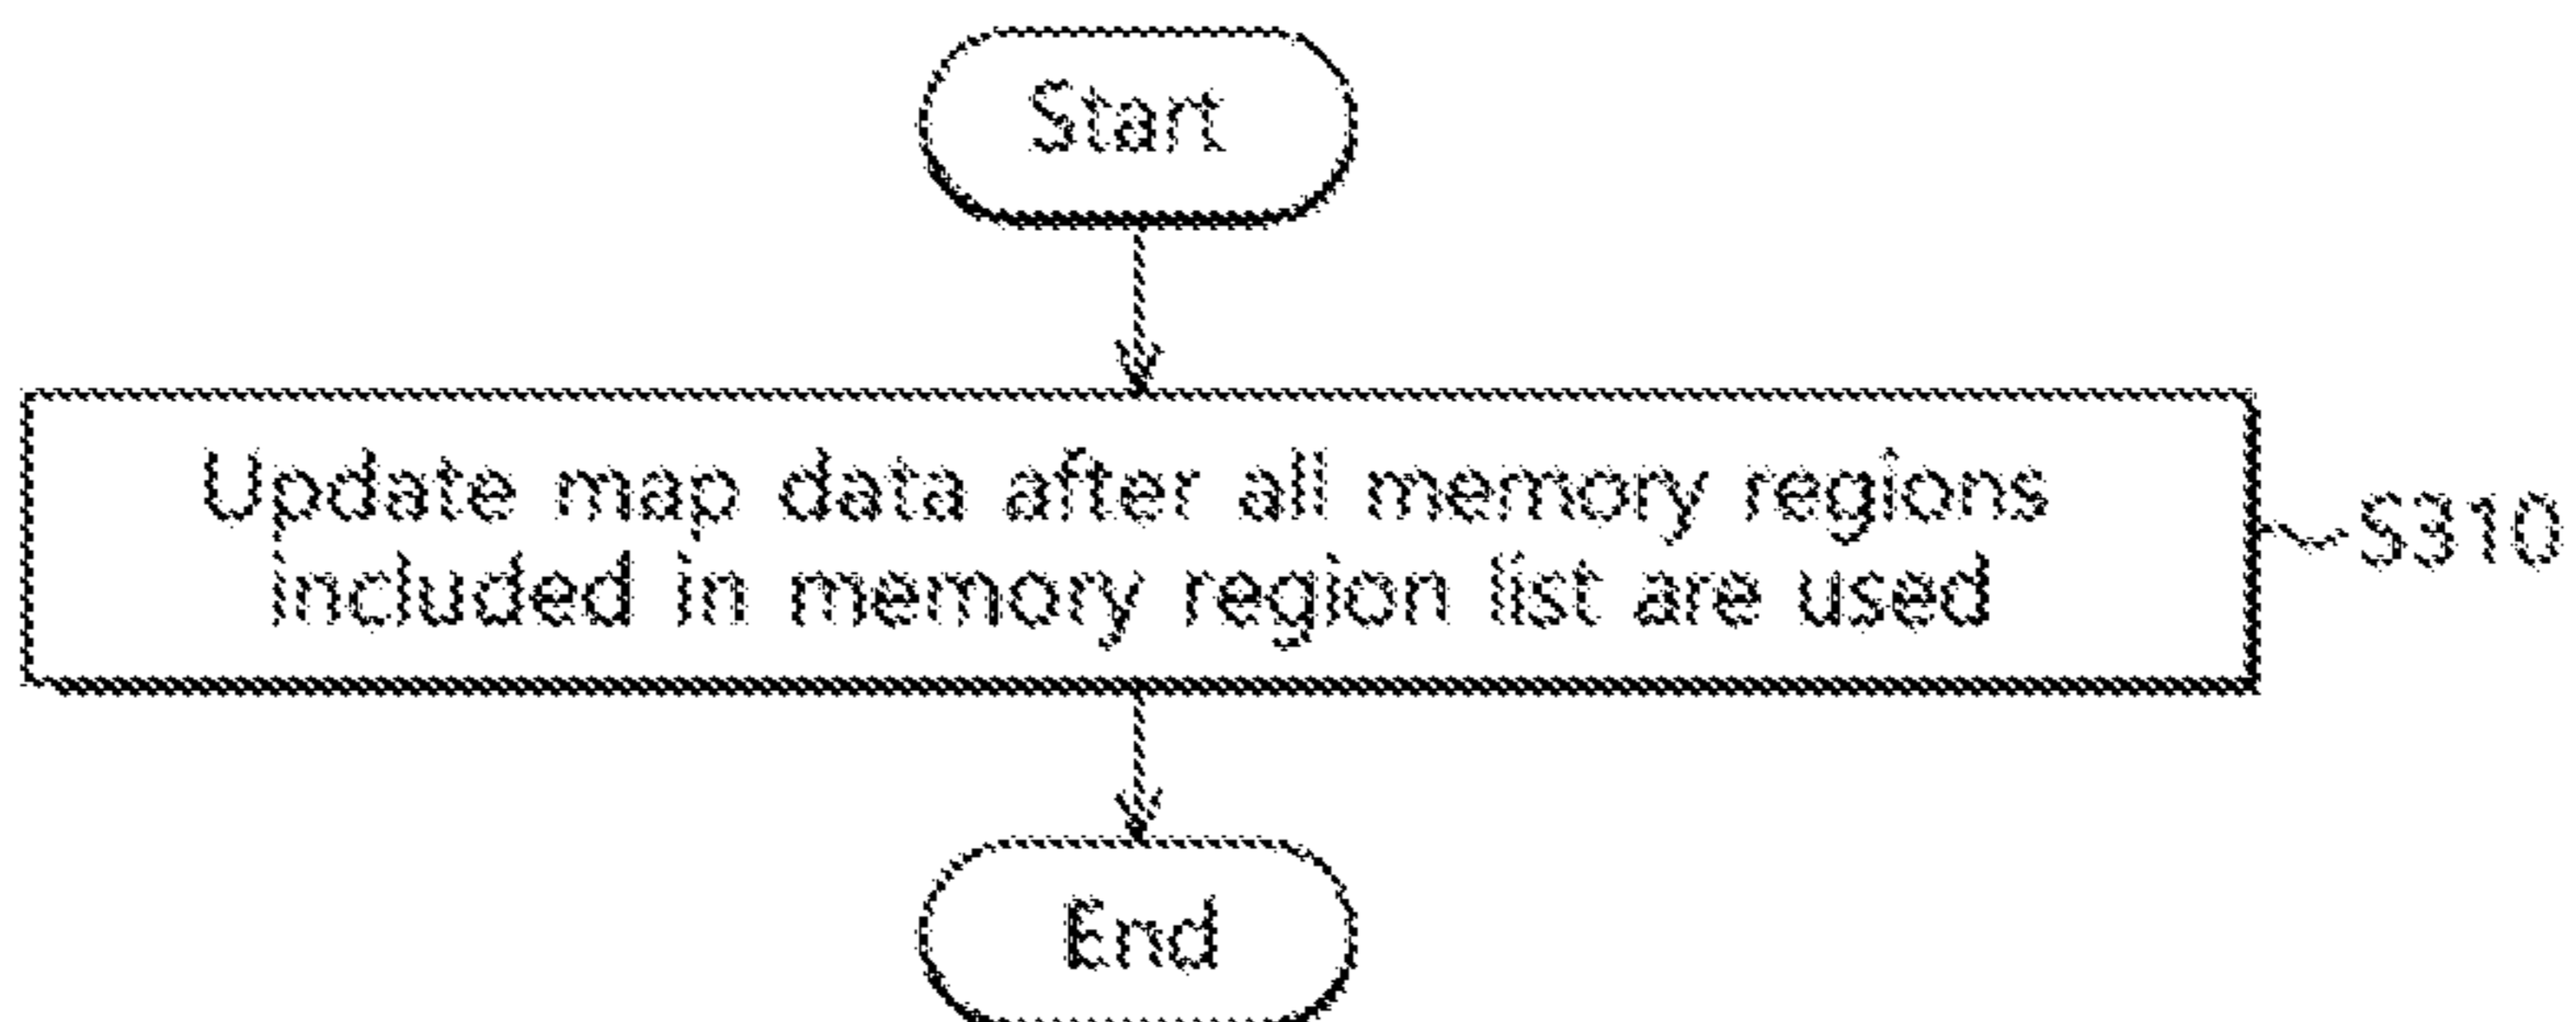 Start
Update map data after all memory regions
included in memory region list are used
S310
End